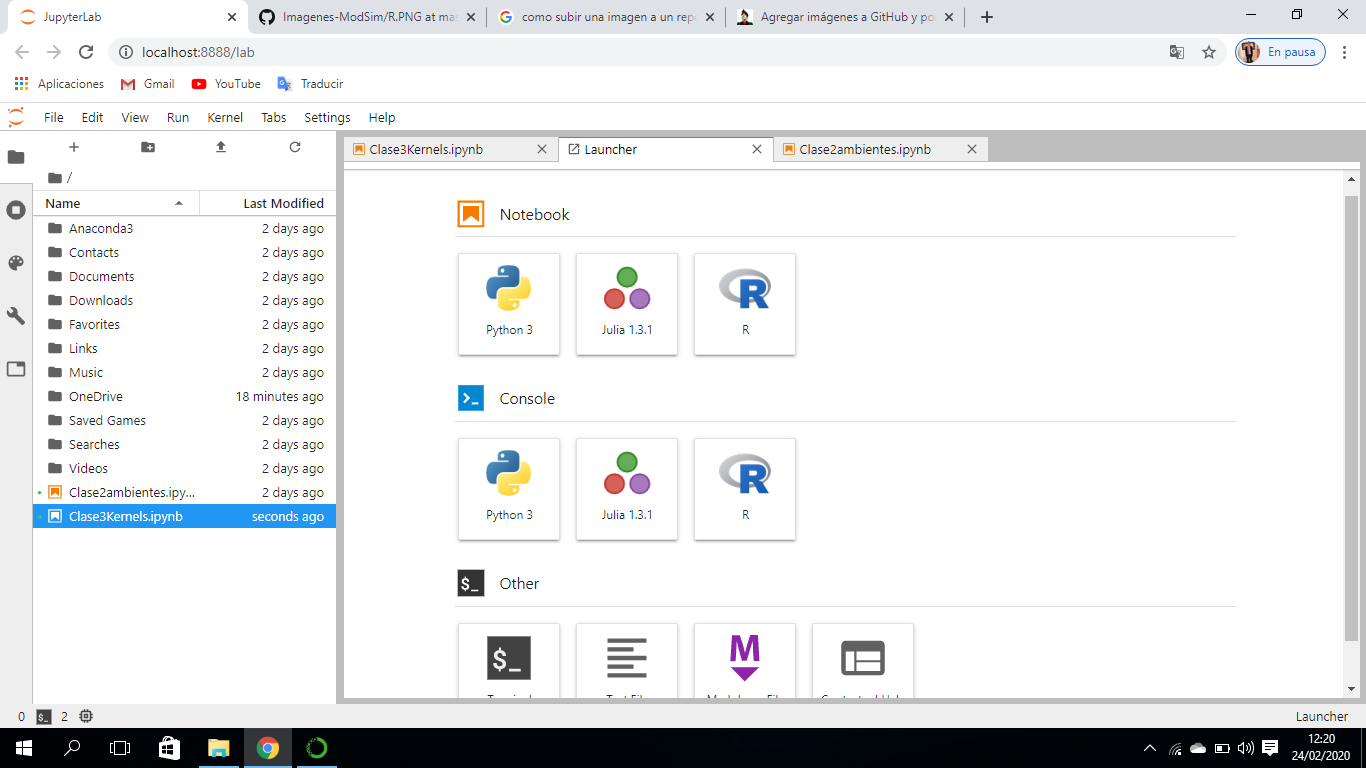 JupyterLab
Imagenes-ModSim/R.PNG at mas
como subir una imagen a un repo
Agregar imágenes a GitHub y po
localhost:8888/lab
En pausa
Aplicaciones Gmail YouTube Traducir
File Edit View Run Kernel Tabs Settings Help
/
Name Last Modified
Anaconda3 2 days ago
Contacts 2 days ago
Documents 2 days ago
Downloads 2 days ago
Favorites 2 days ago
Links 2 days ago
Music 2 days ago
OneDrive 18 minutes ago
Saved Games 2 days ago
Searches 2 days ago
Videos 2 days ago
Clase2ambientes.ipy... 2 days ago
Clase3Kernels.ipynb seconds ago
Clase3Kernels.ipynb Launcher Clase2ambientes.ipynb
Notebook
Python 3 Julia 1.3.1 R
Console
Python 3 Julia 1.3.1 R
$_ Other
$_ M
0 $_ 2 Launcher
12:20
24/02/2020